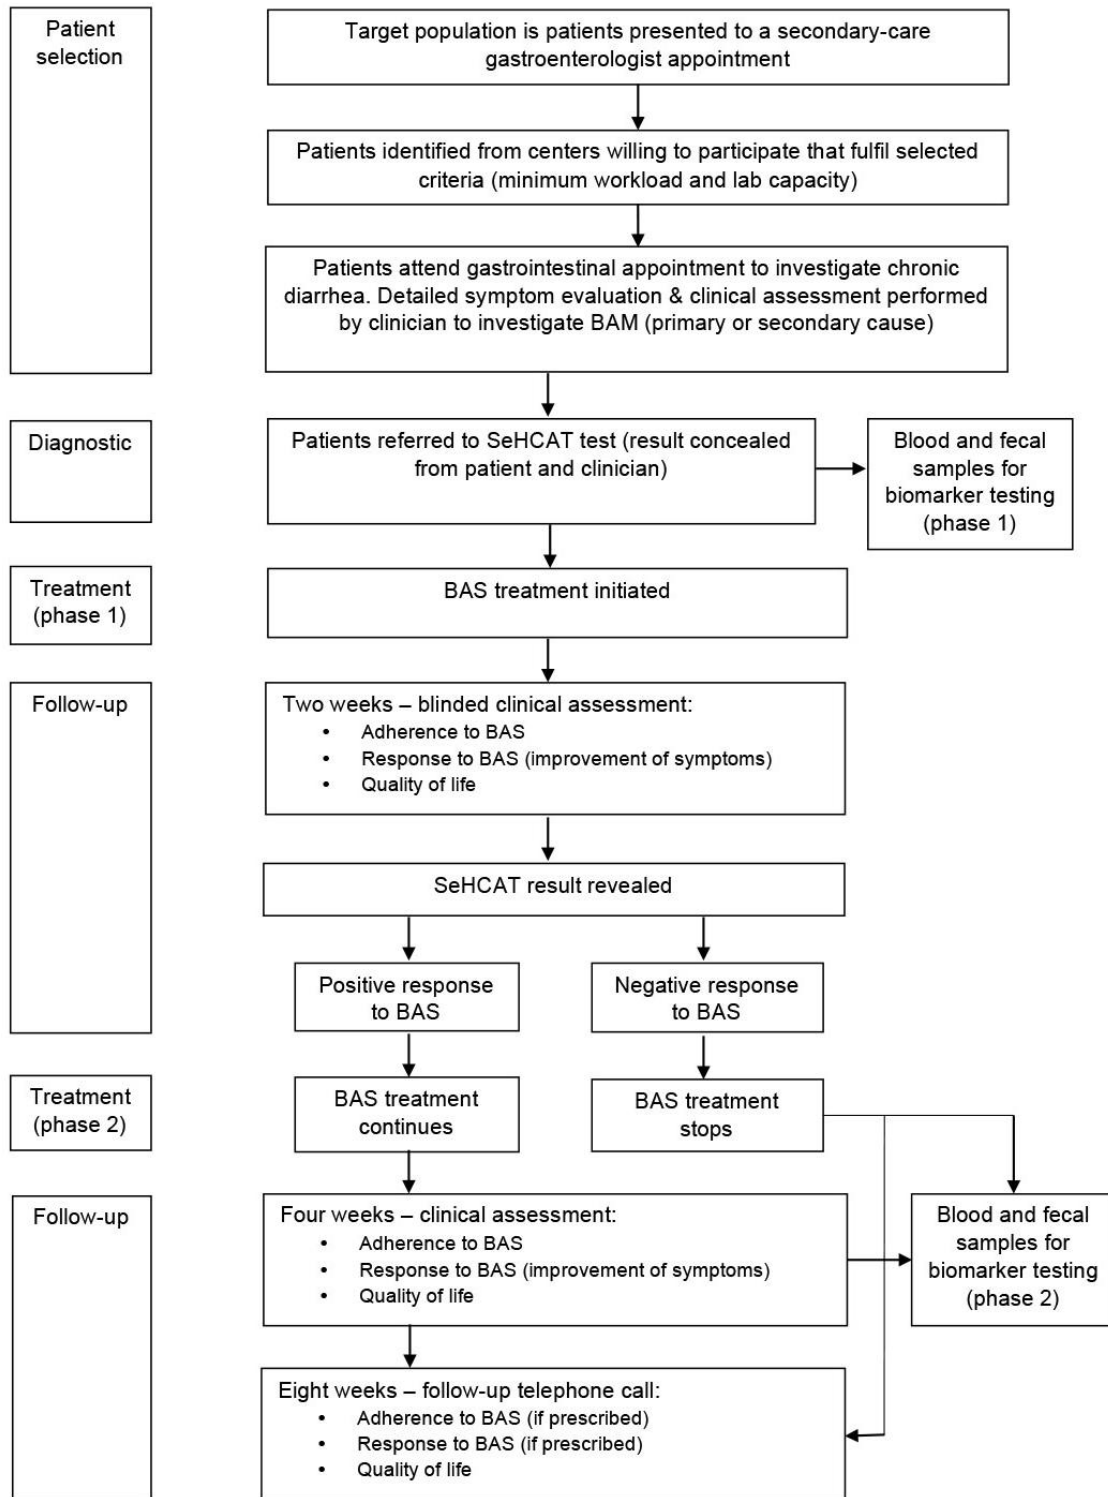 Patient
selection
Target population is patients presented to a secondary-care
gastroenterologist appointment
Patients identified from centers willing to participate that fulfil selected
criteria (minimum workload and lab capacity)
Patients attend gastrointestinal appointment to investigate chronic
diarrhea. Detailed symptom evaluation & clinical assessment performed
by clinician to investigate BAM (primary or secondary cause)
Diagnostic
Patients referred to SeHCAT test (result concealed
from patient and clinician)
Blood and fecal
samples for
biomarker testing
(phase 1)
Treatment
(phase 1)
BAS treatment initiated
Follow-up
Two weeks – blinded clinical assessment:
• Adherence to BAS
• Response to BAS (improvement of symptoms)
• Quality of life
SeHCAT result revealed
Positive response
to BAS
Negative response
to BAS
Treatment
(phase 2)
BAS treatment
continues
BAS treatment
stops
Follow-up
Four weeks – clinical assessment:
• Adherence to BAS
• Response to BAS (improvement of symptoms)
• Quality of life
Blood and fecal
samples for
biomarker testing
(phase 2)
Eight weeks – follow-up telephone call:
• Adherence to BAS (if prescribed)
• Response to BAS (if prescribed)
• Quality of life